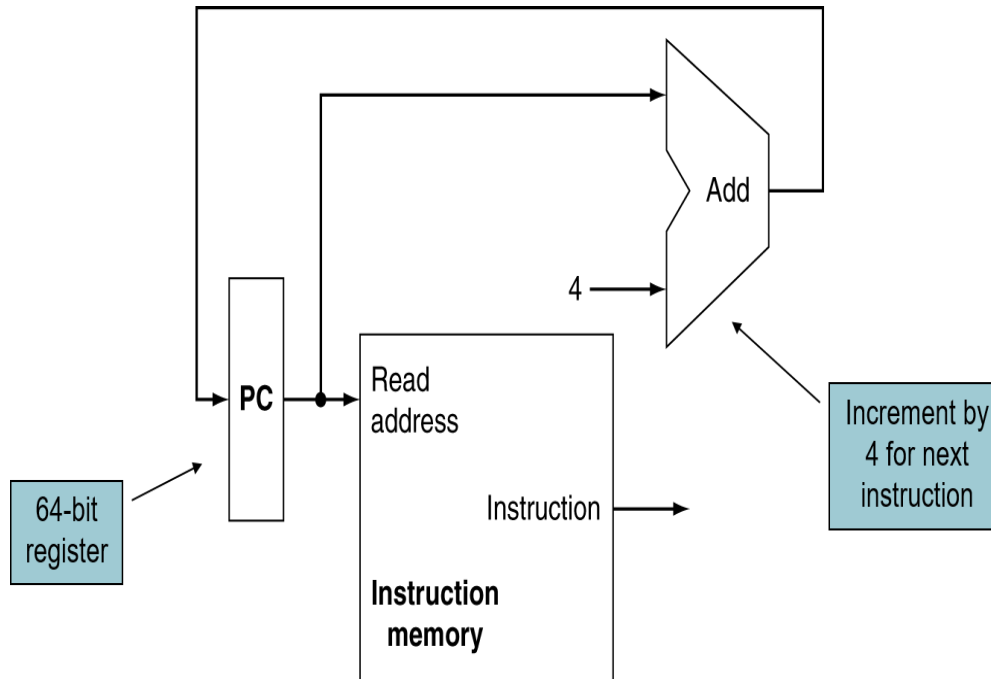 Add
4
PC
Read
address
Increment by
4 for next
instruction
64-bit
register
Instruction
Instruction
memory